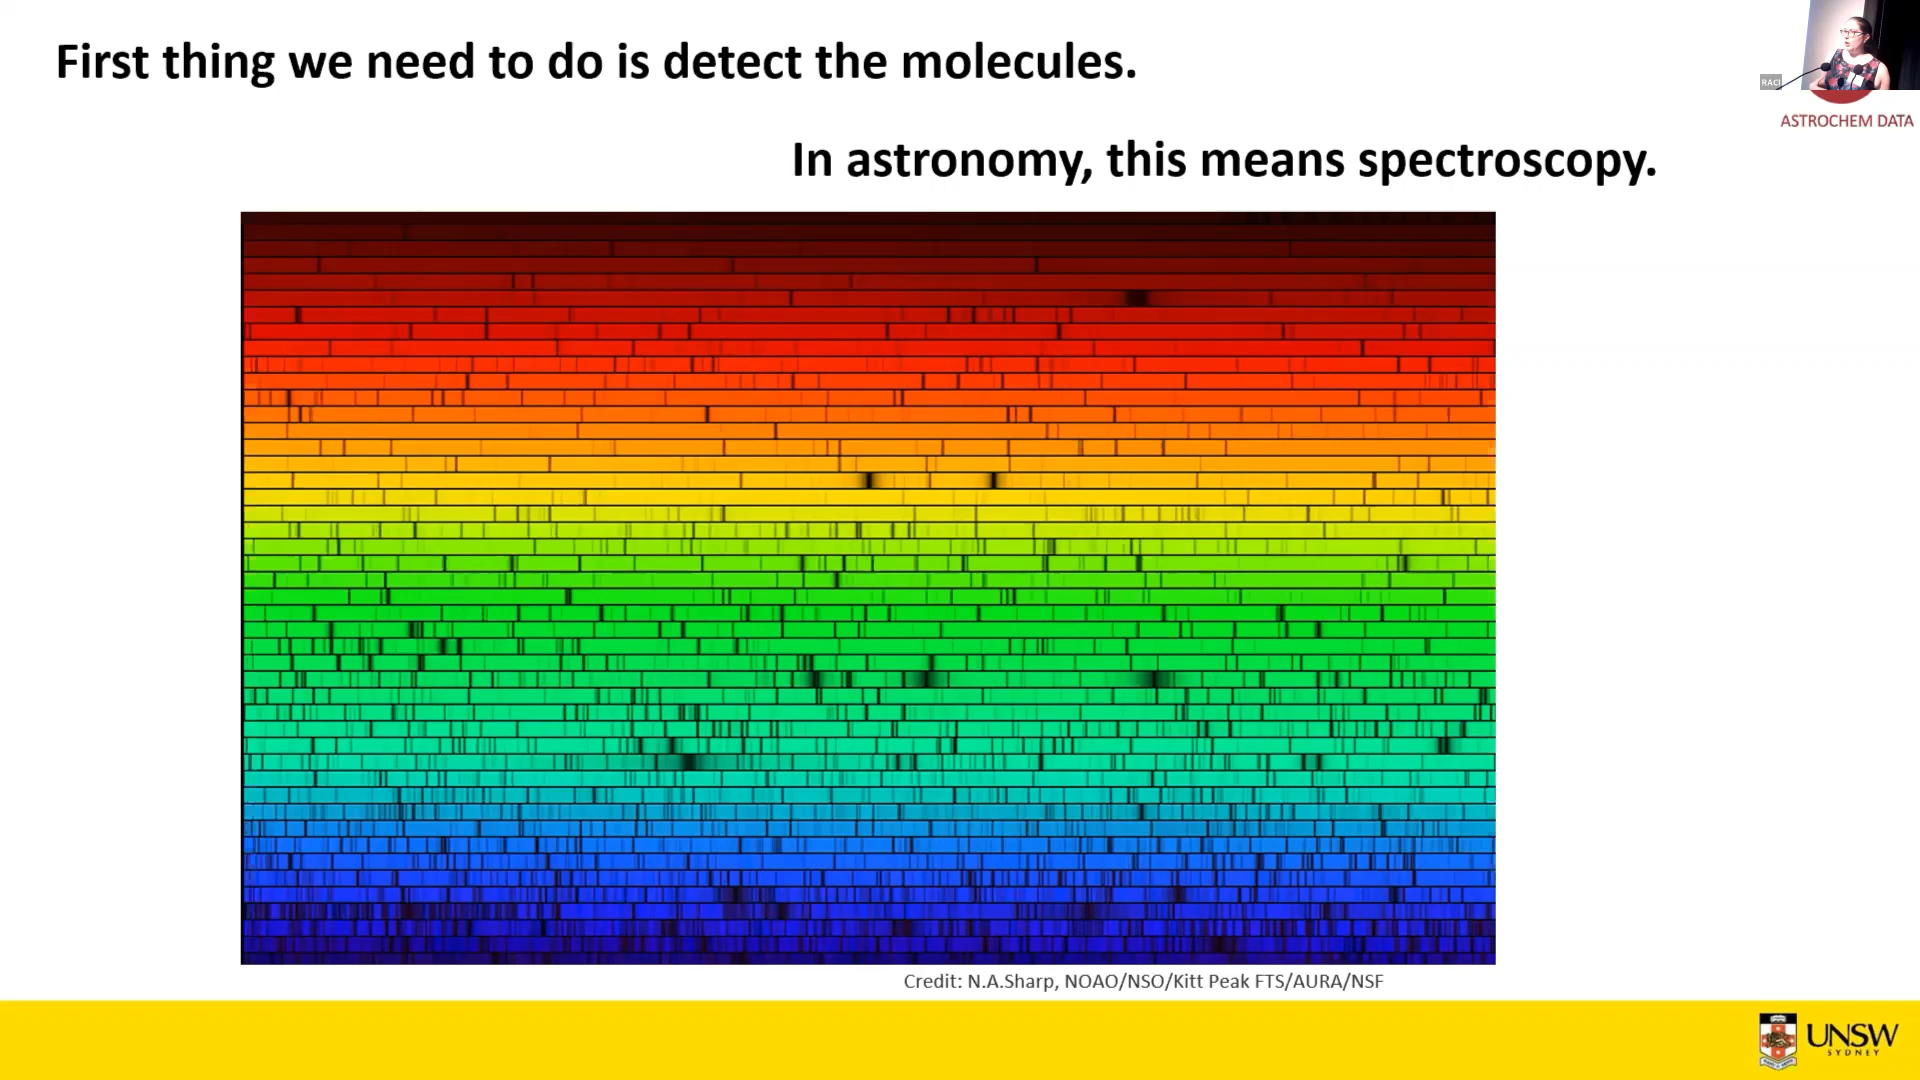 First thing we need to do is detect the molecules.
RACI
ASTROCHEM DATA
In astronomy, this means spectroscopy.
Credit: N.A.Sharp, NOAO/NSO/Kitt Peak FTS/AURA/NSF
UNSW
SYDNEY